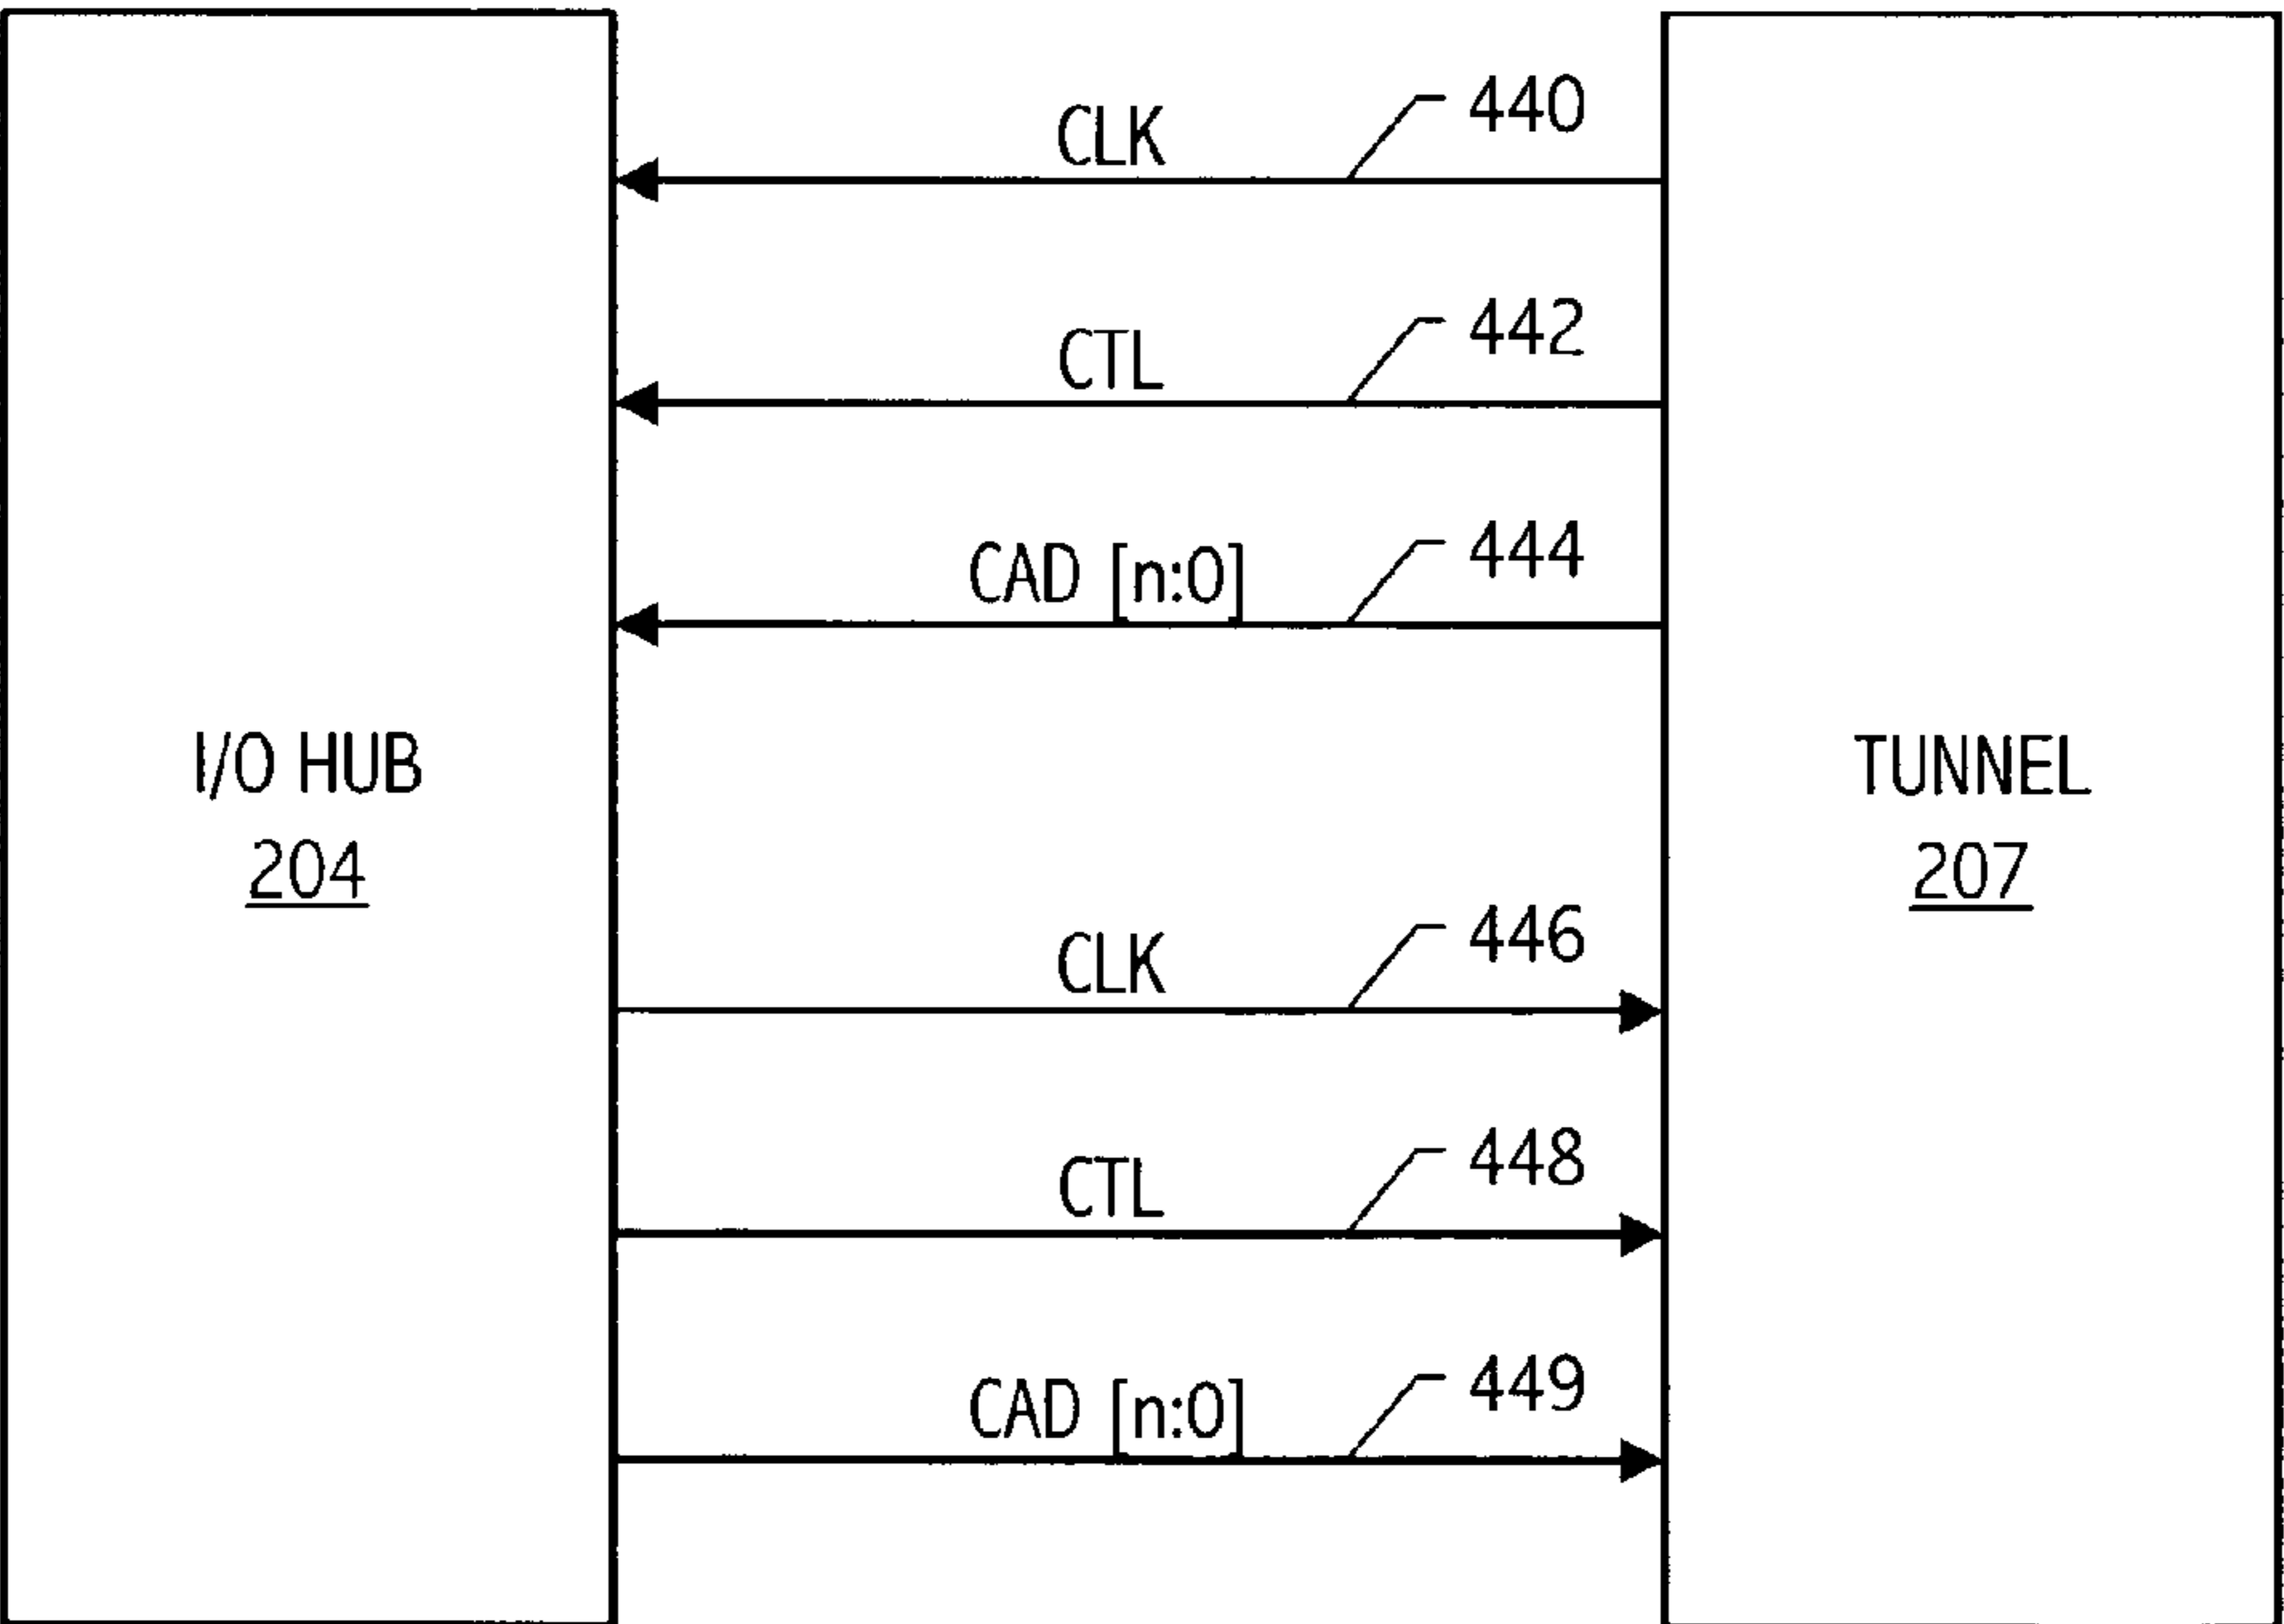 CLK
440
CTL
442
CAD [n:0]
444
I/O HUB
204
TUNNEL
207
CLK
446
CTL
448
CAD [n:0]
449